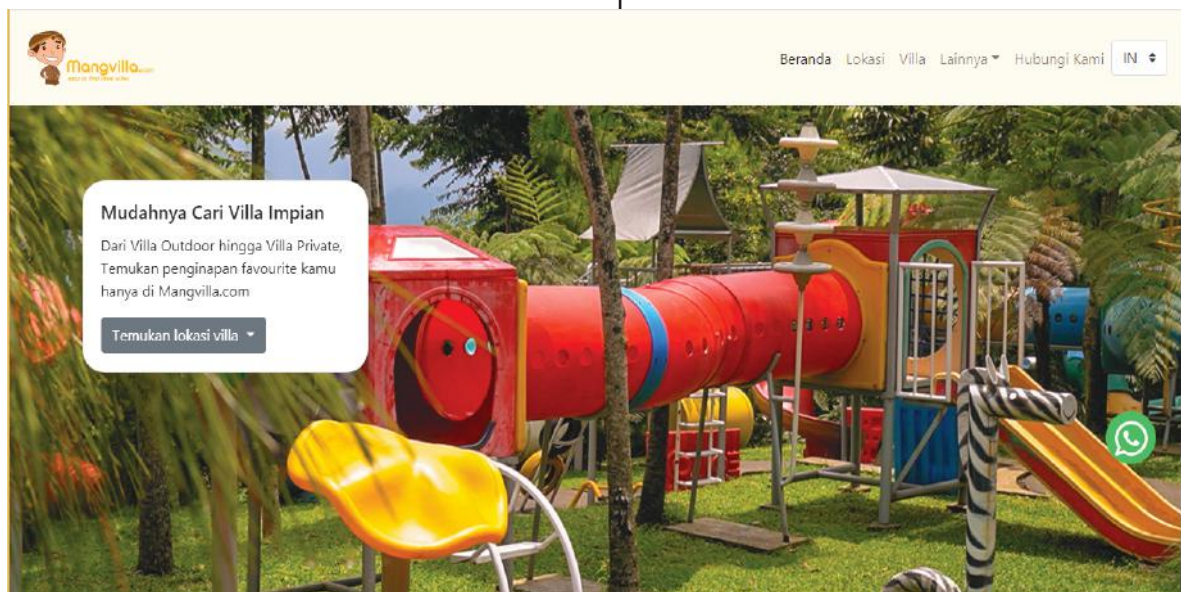 Mangvilla.com
Beranda Lokasi Villa Lainnya Hubungi Kami IN
Mudahnya Cari Villa Impian
Dari Villa Outdoor hingga Villa Private,
Temukan penginapan favourite kamu
hanya di Mangvilla.com
Temukan lokasi villa